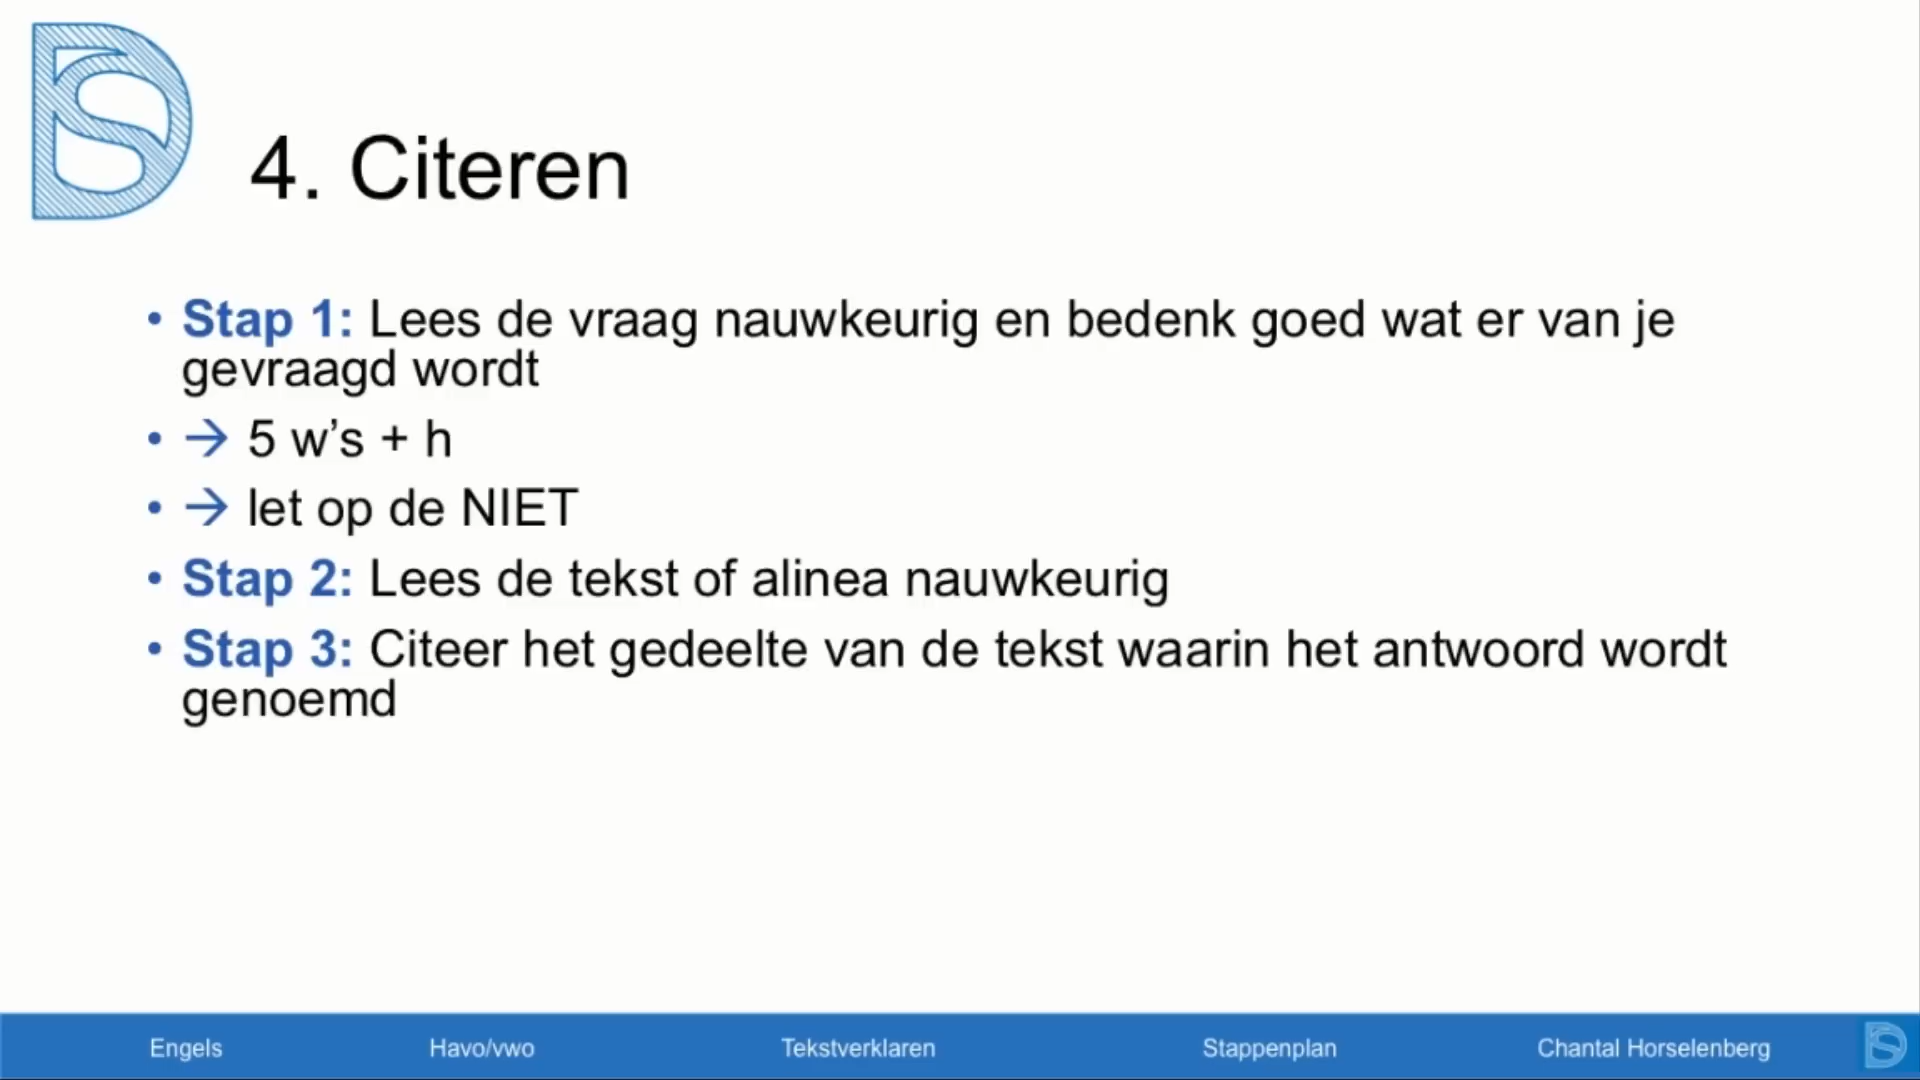 4. Citeren
• Stap 1: Lees de vraag nauwkeurig en bedenk goed wat er van je
gevraagd wordt
• → 5 w’s + h
• → let op de NIET
• Stap 2: Lees de tekst of alinea nauwkeurig
• Stap 3: Citeer het gedeelte van de tekst waarin het antwoord wordt
genoemd
Engels Havo/vwo Tekstverklaren Stappenplan Chantal Horselenberg